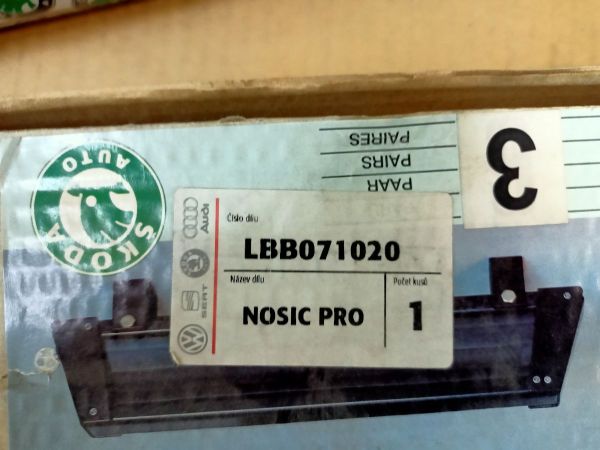 PAIRES
PAIRS
PAAR
3
ŠKODA
AUTO
Audi
SEAT
Číslo dílu
LBB071020
Název dílu
NOSIC PRO
Počet kusů
1